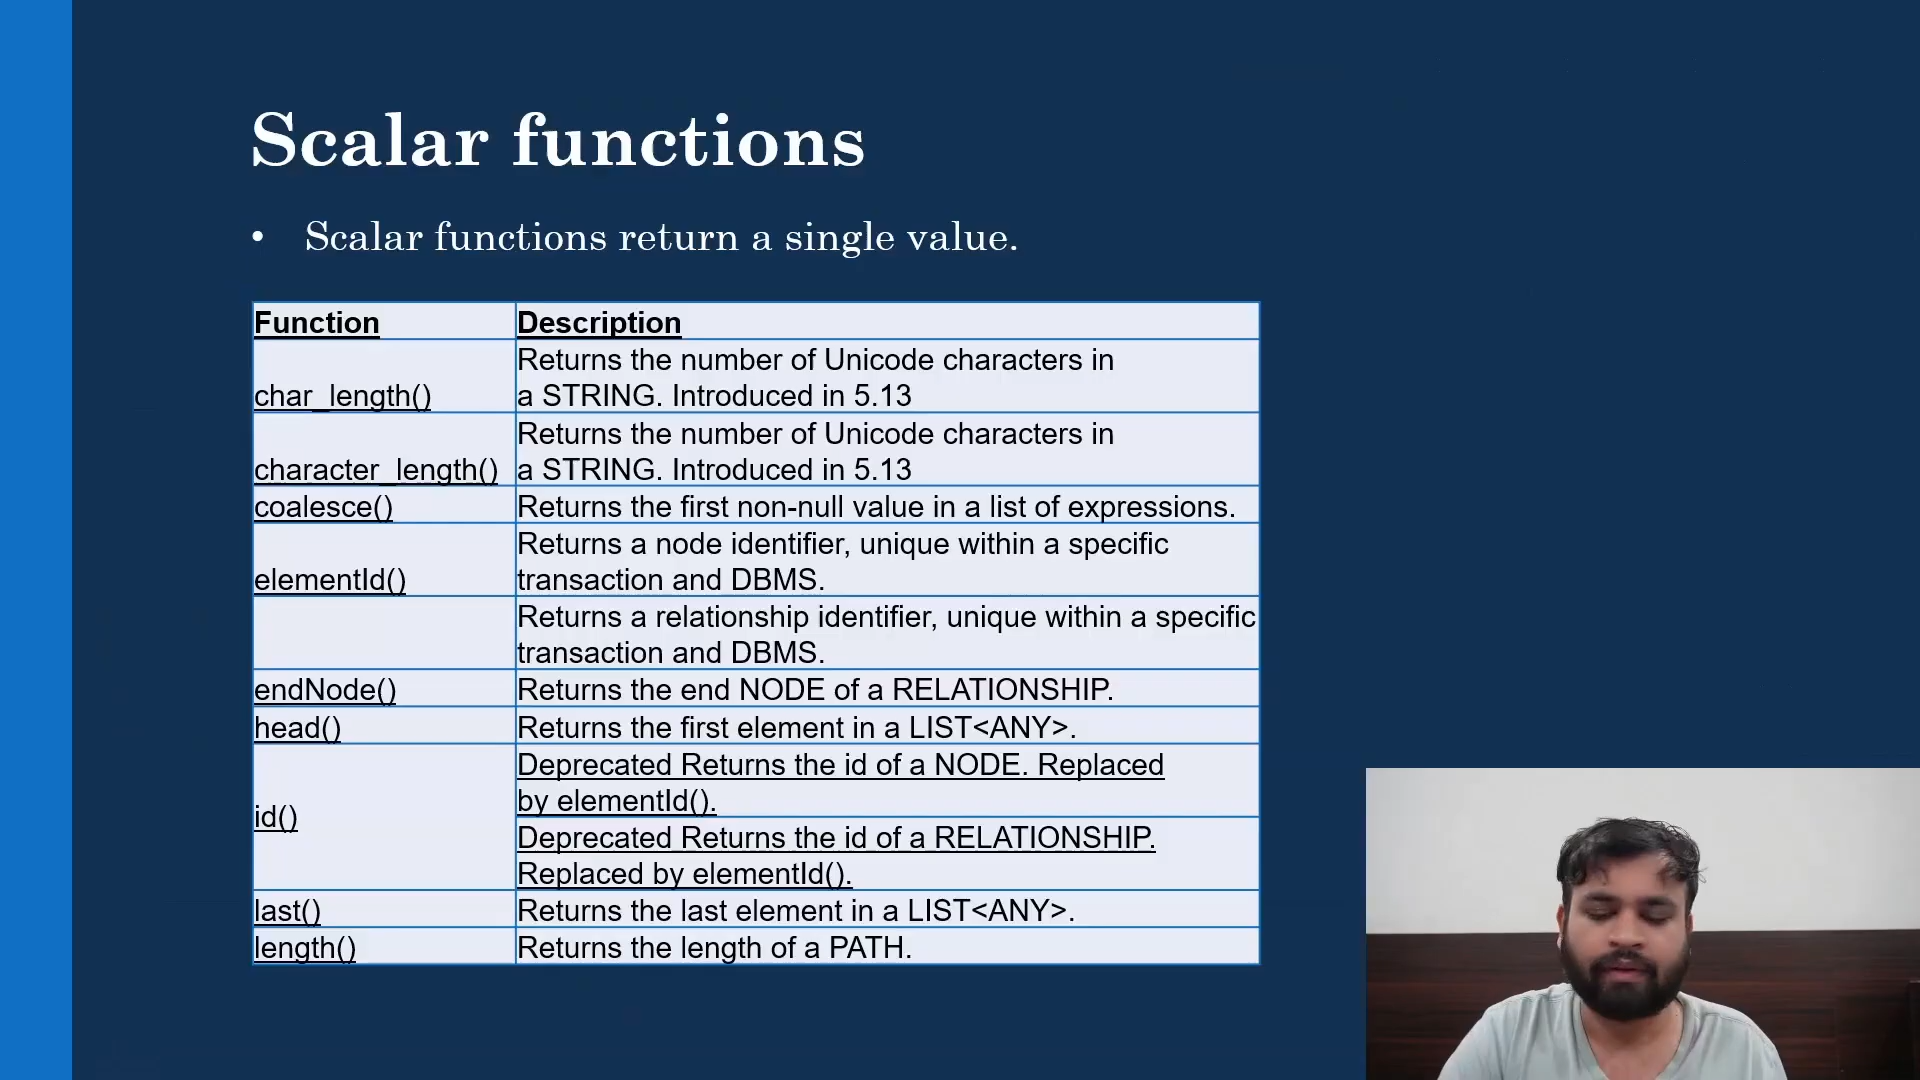 Scalar functions
• Scalar functions return a single value.
Function Description
Returns the number of Unicode characters in
char_length() a STRING. Introduced in 5.13
Returns the number of Unicode characters in
character_length() a STRING. Introduced in 5.13
coalesce() Returns the first non-null value in a list of expressions.
Returns a node identifier, unique within a specific
elementId() transaction and DBMS.
Returns a relationship identifier, unique within a specific
transaction and DBMS.
endNode() Returns the end NODE of a RELATIONSHIP.
head() Returns the first element in a LIST<ANY>.
Deprecated Returns the id of a NODE. Replaced
by elementId().
id()
Deprecated Returns the id of a RELATIONSHIP.
Replaced by elementId().
last() Returns the last element in a LIST<ANY>.
length() Returns the length of a PATH.